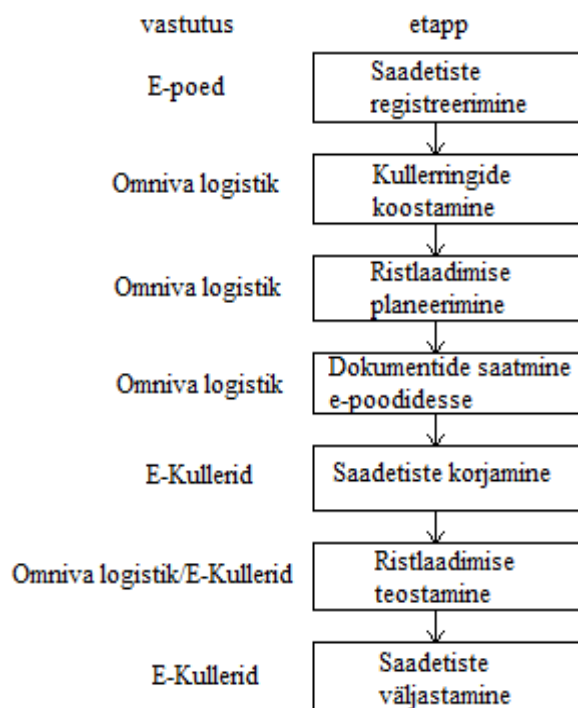 vastutus etapp
E-poed
Saadetiste
registreerimine
Omniva logistik
Kullerringide
koostamine
Omniva logistik
Ristlaadimise
planeerimine
Omniva logistik
Dokumentide saatmine
e-poodidesse
E-Kullerid
Saadetiste korjamine
Omniva logistik/E-Kullerid
Ristlaadimise
teostamine
E-Kullerid
Saadetiste
väljastamine